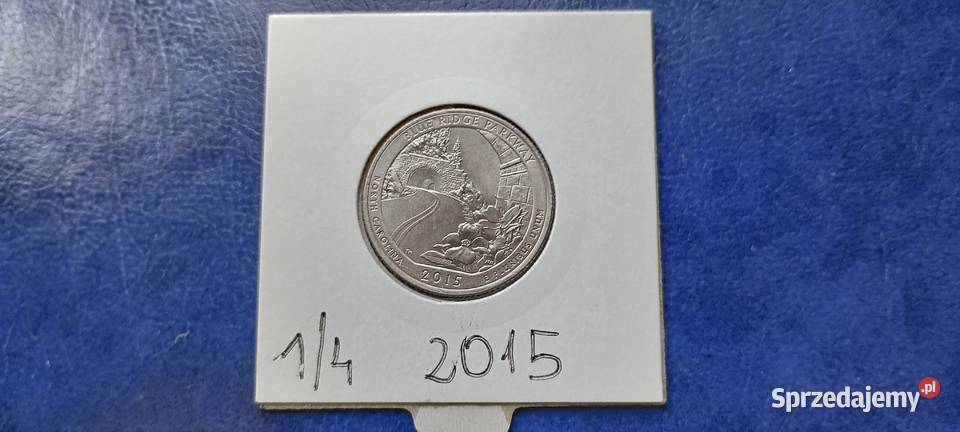 BLUE RIDGE PARKWAY
NORTH CAROLINA
2015
E PLURIBUS UNUM
1/4 2015
Sprzedajemy.pl